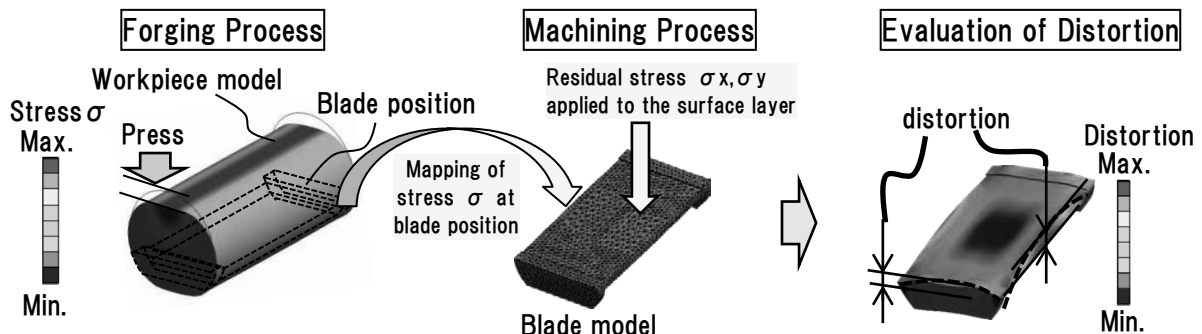 Forging Process
Workpiece model
Stress σ
Max.
Press
Blade position
Mapping of
stress σ at
blade position
Min.
Machining Process
Residual stress σx,σy
applied to the surface layer
Blade model
Evaluation of Distortion
distortion
Distortion
Max.
Min.